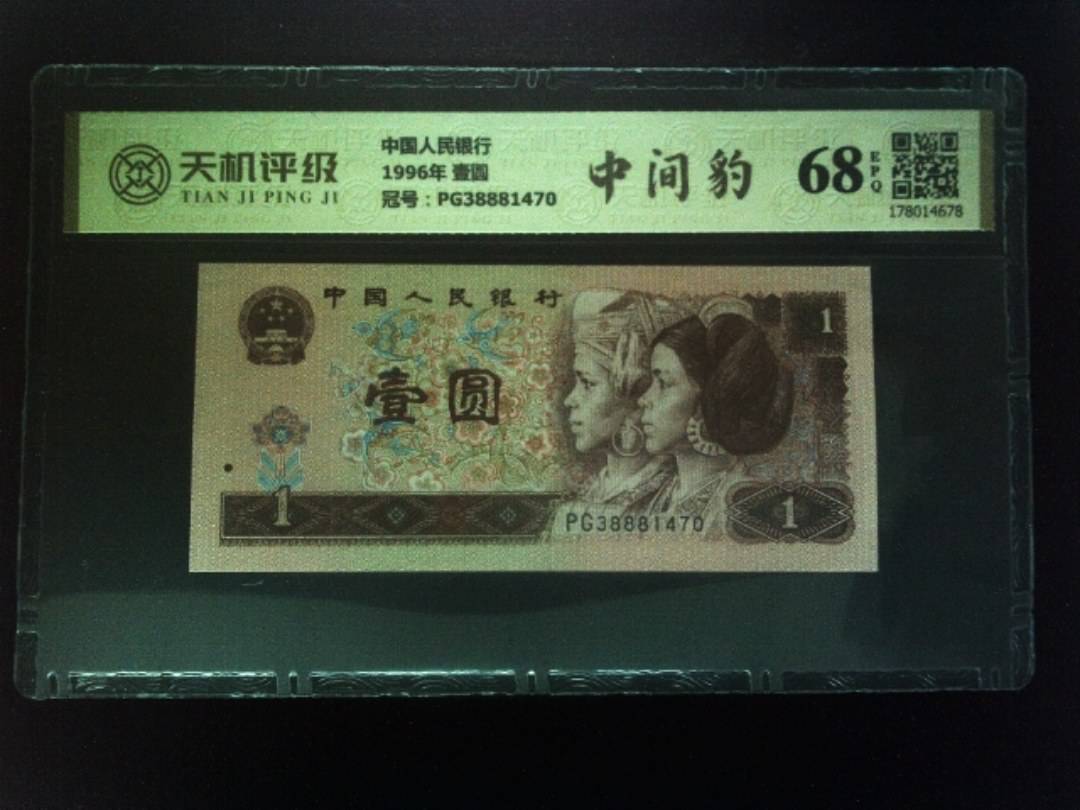 天机评级
TIAN JI PING JI
中国人民银行
1996年 壹圆
冠号：PG38881470
中间豹
68
EPQ
178014678
中国人民银行
1
壹圆
1
PG38881470
1